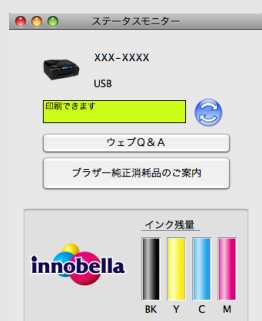 ステータスモニター
XXX-XXXX
USB
印刷できます
ウェブQ&A
ブラザー純正消耗品のご案内
インク残量
innobella
BK Y C M